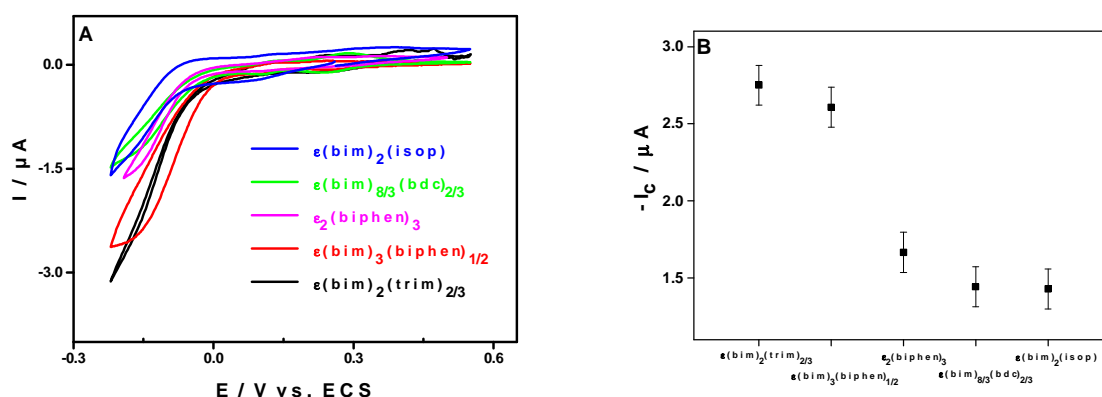 A
0.0
-1.5
-3.0
I / µA
ε(bim)2(isop)
ε(bim)8/3(bdc)2/3
ε2(biphen)3
ε(bim)3(biphen)1/2
ε(bim)2(trim)2/3
-0.3
0.0
0.3
0.6
E / V vs. ECS
B
3.0
2.5
2.0
1.5
- IC / µA
ε(bim)2(trim)2/3
ε2(biphen)3
ε(bim)2(isop)
ε(bim)3(biphen)1/2
ε(bim)8/3(bdc)2/3